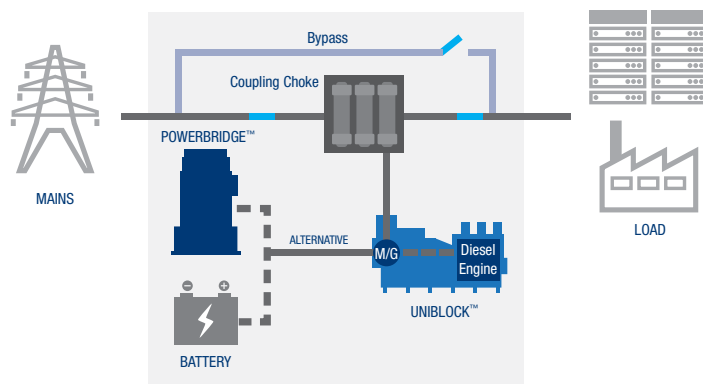 Bypass
Coupling Choke
POWERBRIDGE™
MAINS
LOAD
ALTERNATIVE
M/G
Diesel
Engine
UNIBLOCK™
BATTERY